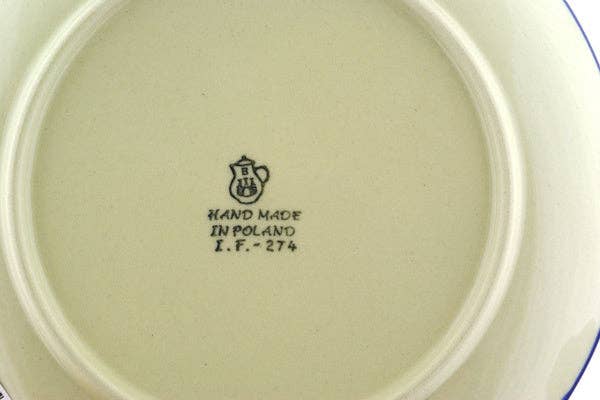 B
HAND MADE
IN POLAND
I.F.-274